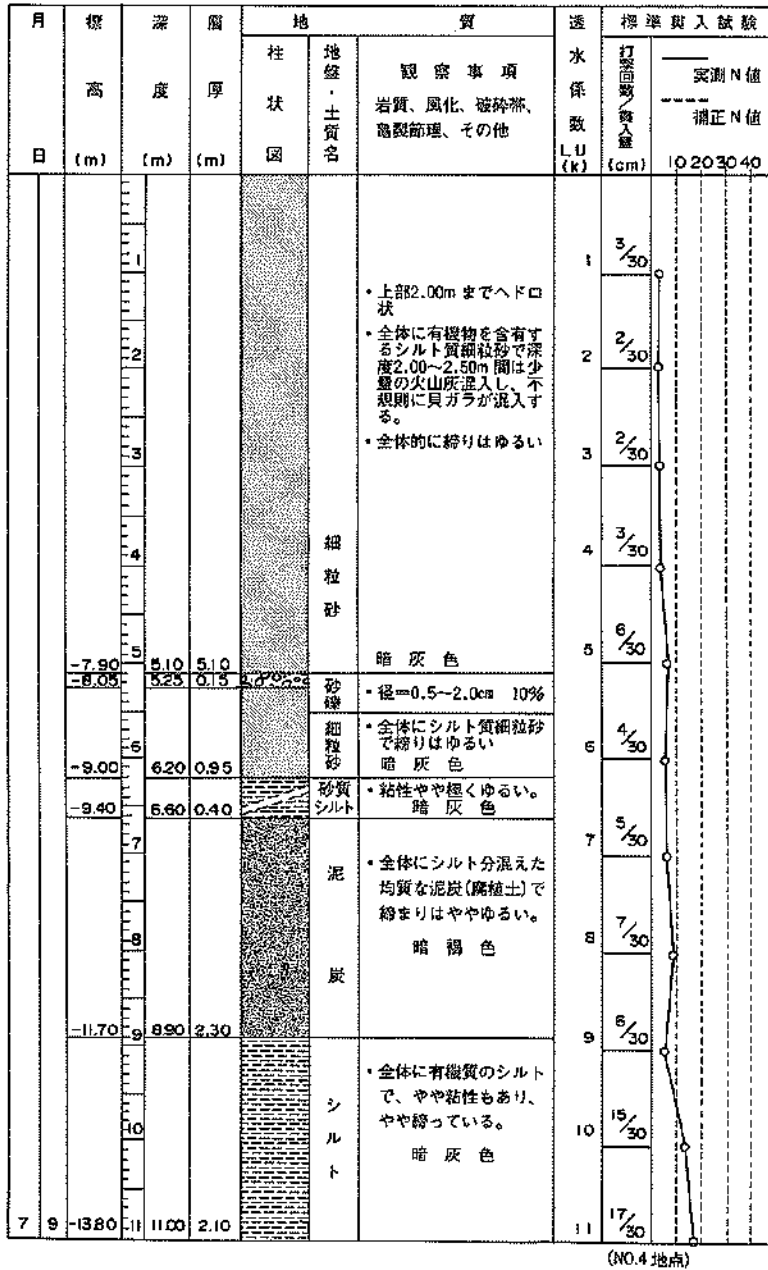 月 標 深 層 地 質 透 標準貫入試験
日 高 度 厚 柱状図 地盤・土質名 観察事項 水係数 打撃回数/貫入量 実測N値
岩質、風化、破砕帯、
亀裂節理、その他 補正N値
(m) (m) (m) L.U (k) (cm) 10 20 30 40
1 1 3/30
・上部2.00m までヘドロ
状
・全体に有機物を含有す
るシルト質細粒砂で深
度2.00〜2.50m 間は少
量の火山灰混入し、不
規則に貝ガラが混入す
る。
2 2 2/30
・全体的に締りはゆるい
3 3 2/30
4 細粒砂 4 3/30
5 暗灰色 5 6/30
-7.90 5.10 5.10
-8.05 5.25 0.15 砂礫 ・径=0.5〜2.0cm 10%
細粒砂 ・全体にシルト質細粒砂
で締りはゆるい
6 暗灰色 6 4/30
-9.00 6.20 0.95
砂質シルト ・粘性やや極くゆるい。
-9.40 6.60 0.40 暗灰色
7 7 5/30
泥炭 ・全体にシルト分混えた
均質な泥炭(腐植土)で
締まりはややゆるい。
8 暗褐色 8 7/30
-11.70 9 8.90 2.30 9 6/30
シルト ・全体に有機質のシルト
で、やや粘性もあり、
やや締っている。
10 暗灰色 10 15/30
7 9 -13.80 11 11.00 2.10 11 17/30
(NO.4 地点)